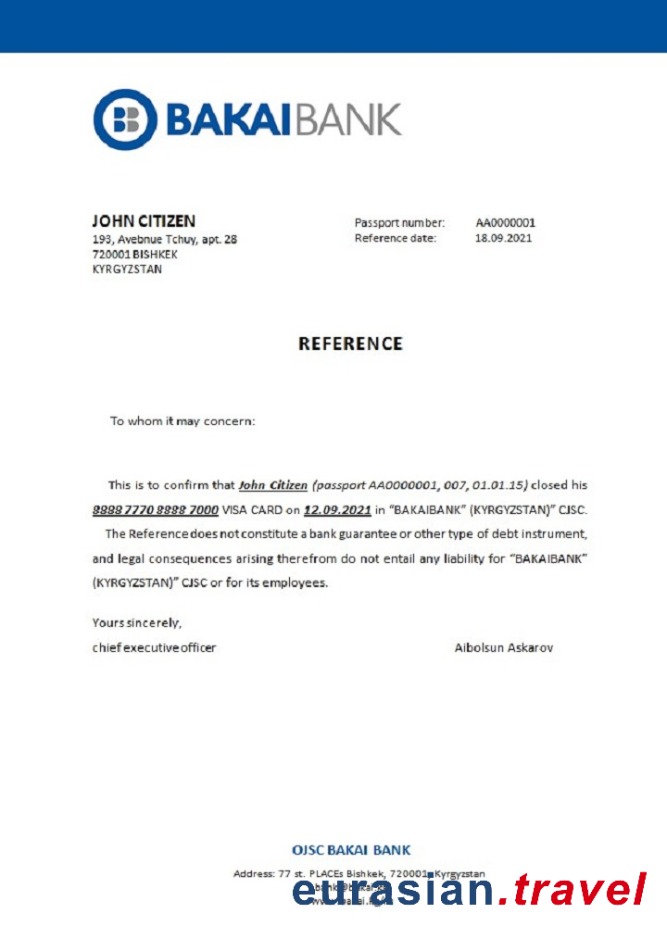 BAKAIBANK
JOHN CITIZEN
193, Avebnue Tchuy, apt. 28
720001 BISHKEK
KYRGYZSTAN
Passport number: AA0000001
Reference date: 18.09.2021
REFERENCE
To whom it may concern:
This is to confirm that John Citizen (passport AA0000001, 007, 01.01.15) closed his
8888 7770 8888 7000 VISA CARD on 12.09.2021 in “BAKAIBANK” (KYRGYZSTAN)” CJSC.
The Reference does not constitute a bank guarantee or other type of debt instrument,
and legal consequences arising therefrom do not entail any liability for “BAKAIBANK”
(KYRGYZSTAN)” CJSC or for its employees.
Yours sincerely,
chief executive officer Aibolsun Askarov
OJSC BAKAI BANK
Address: 77 st. PLACEs Bishkek, 720001, Kyrgyzstan
eurasian.travel